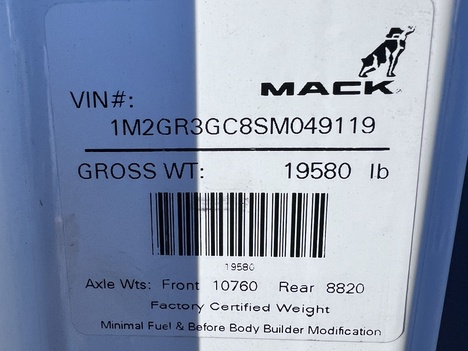 MACK
VIN#:
1M2GR3GC8SM049119
GROSS WT: 19580 lb
19580
Axle Wts: Front 10760 Rear 8820
Factory Certified Weight
Minimal Fuel & Before Body Builder Modification